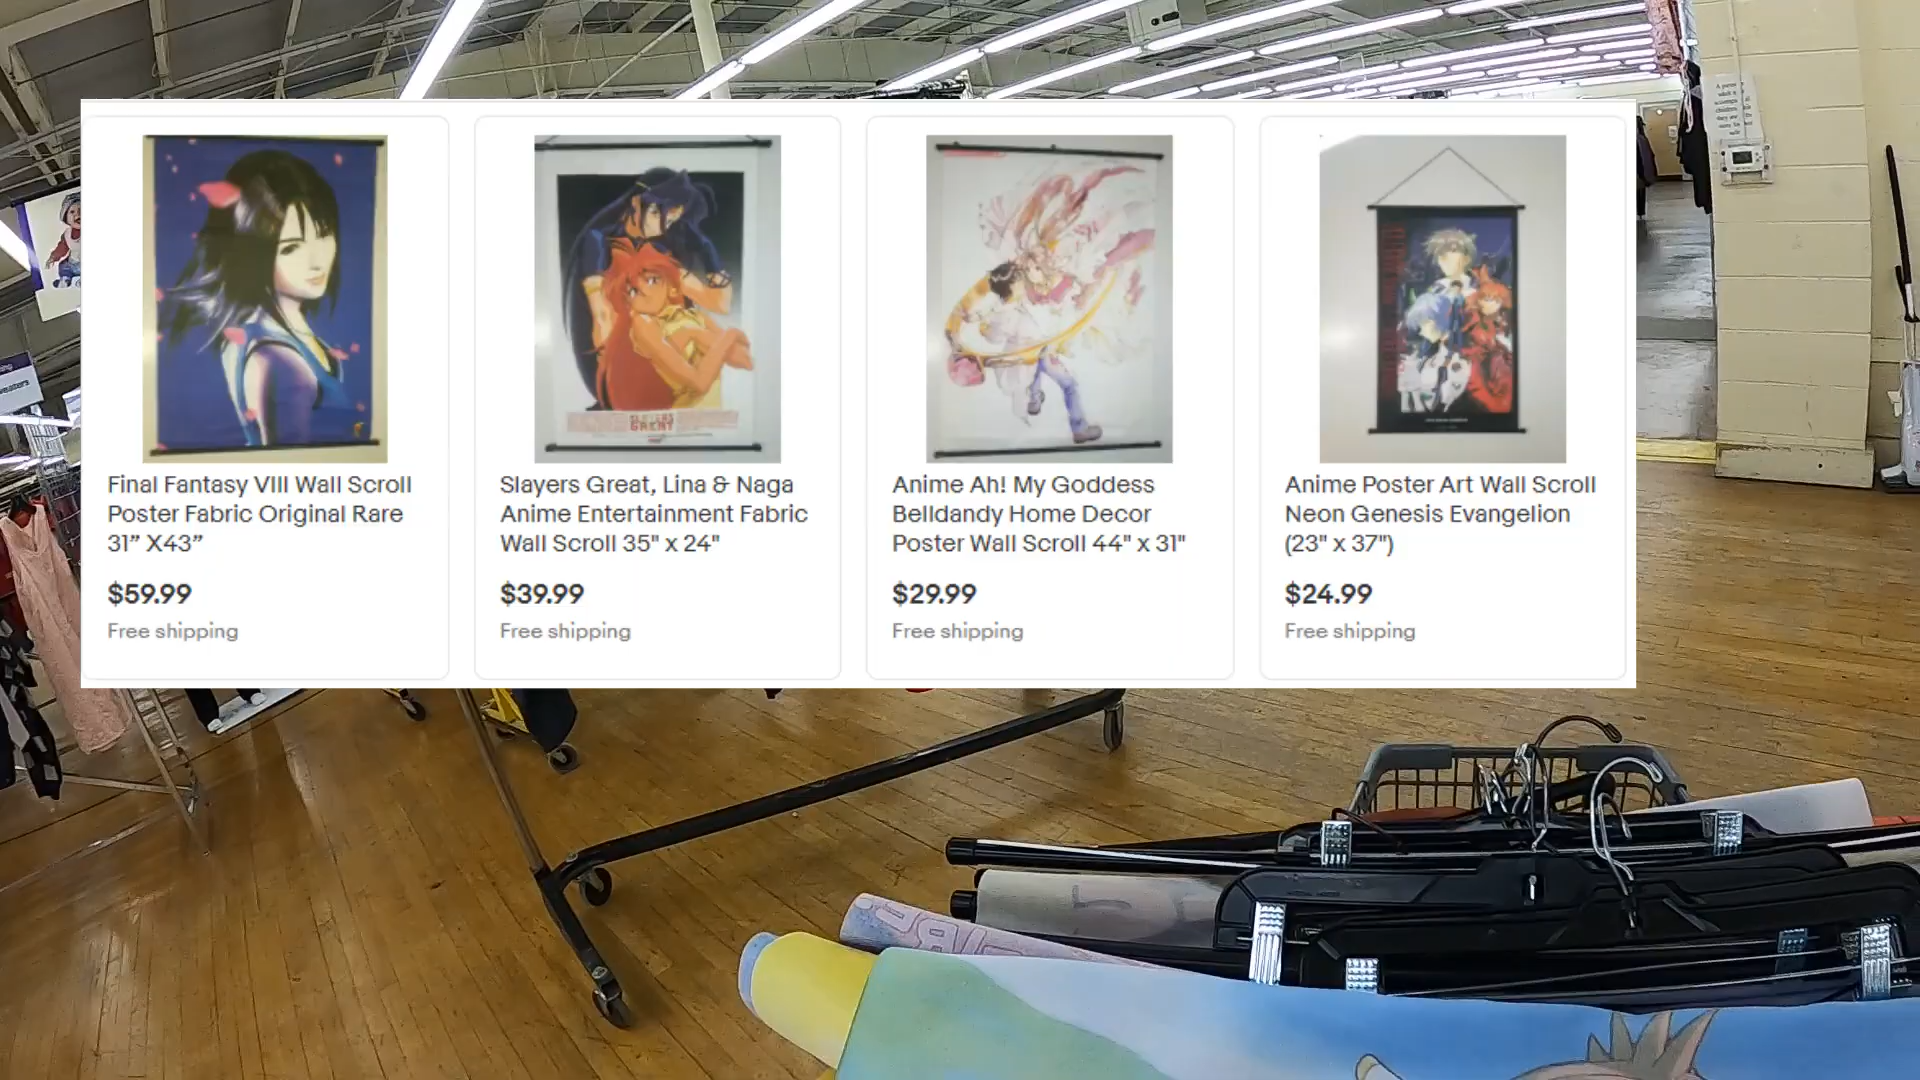 Final Fantasy VIII Wall Scroll
Poster Fabric Original Rare
31” X43”
$59.99
Free shipping
Slayers Great, Lina & Naga
Anime Entertainment Fabric
Wall Scroll 35" x 24"
$39.99
Free shipping
Anime Ah! My Goddess
Belldandy Home Decor
Poster Wall Scroll 44" x 31"
$29.99
Free shipping
Anime Poster Art Wall Scroll
Neon Genesis Evangelion
(23" x 37")
$24.99
Free shipping
SLAYERS
GREAT